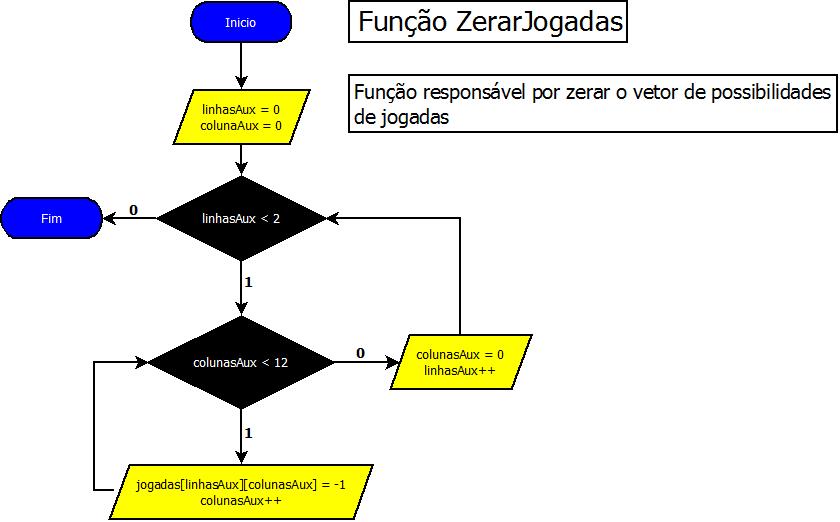 Inicio
Função ZerarJogadas
Função responsável por zerar o vetor de possibilidades
de jogadas
linhasAux = 0
colunaAux = 0
linhasAux < 2
0
Fim
1
colunasAux < 12
0
colunasAux = 0
linhasAux++
1
jogadas[linhasAux][colunasAux] = -1
colunasAux++